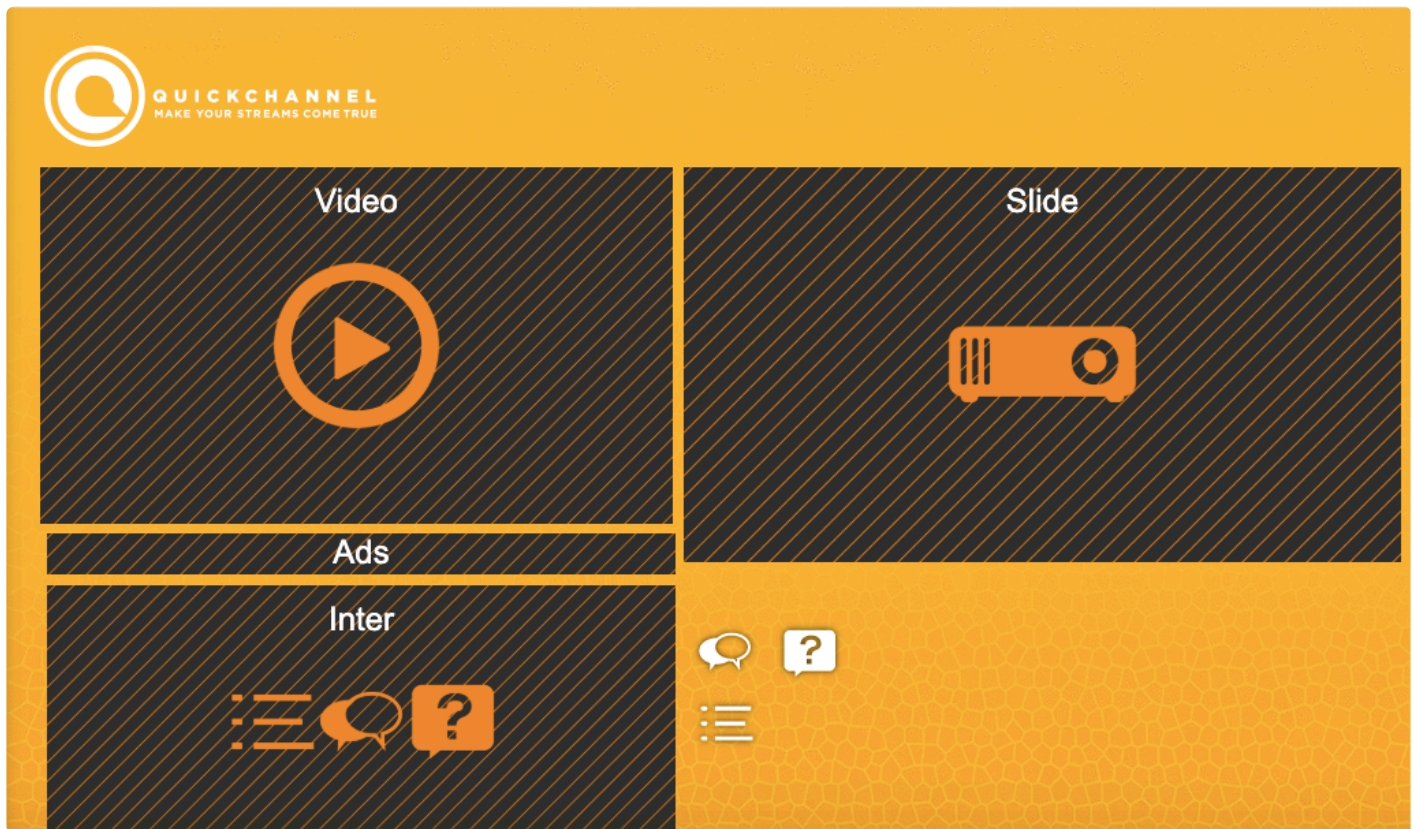 QUICKCHANNEL
MAKE YOUR STREAMS COME TRUE
Video
Slide
Ads
Inter
?
?